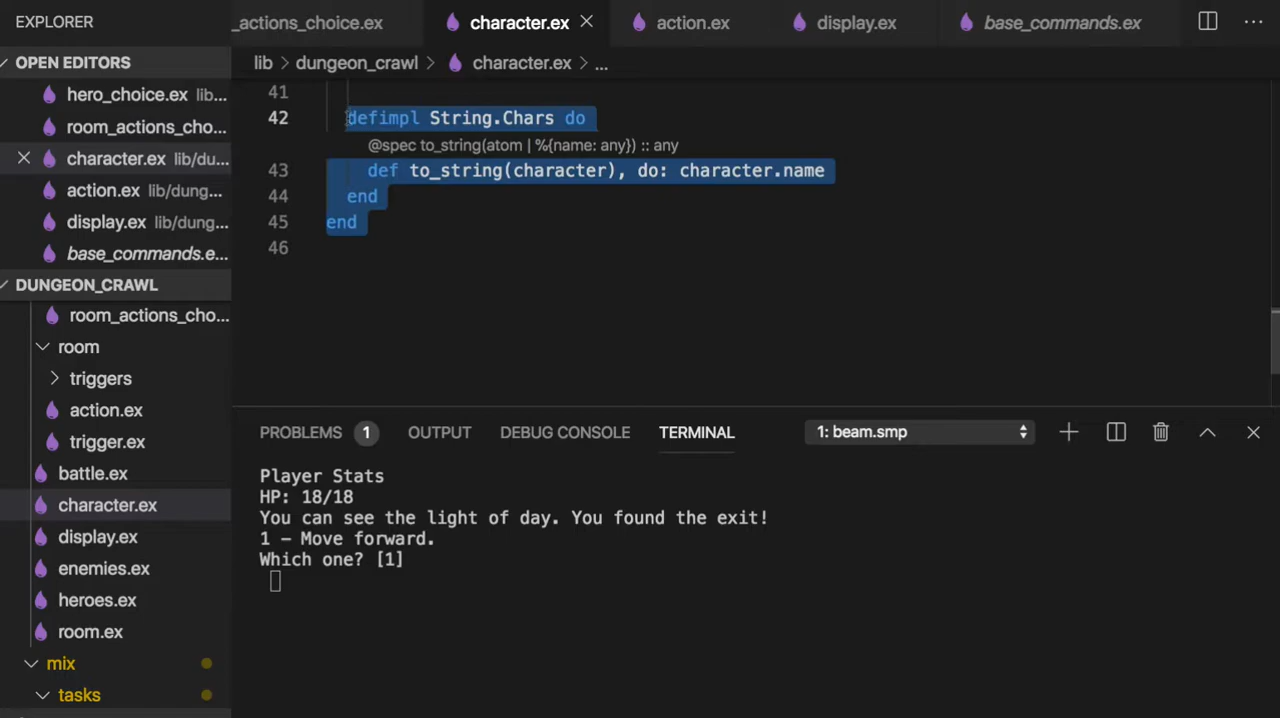 EXPLORER
_actions_choice.ex
character.ex
action.ex
display.ex
base_commands.ex
OPEN EDITORS
lib > dungeon_crawl > character.ex > ...
hero_choice.ex lib...
room_actions_cho...
character.ex lib/du...
action.ex lib/dung...
display.ex lib/dung...
base_commands.e...
DUNGEON_CRAWL
room_actions_cho...
room
triggers
action.ex
trigger.ex
battle.ex
character.ex
display.ex
enemies.ex
heroes.ex
room.ex
mix
tasks
41
42 defimpl String.Chars do
@spec to_string(atom | %{name: any}) :: any
43 def to_string(character), do: character.name
44 end
45 end
46
PROBLEMS 1 OUTPUT DEBUG CONSOLE TERMINAL 1: beam.smp
Player Stats
HP: 18/18
You can see the light of day. You found the exit!
1 - Move forward.
Which one? [1]